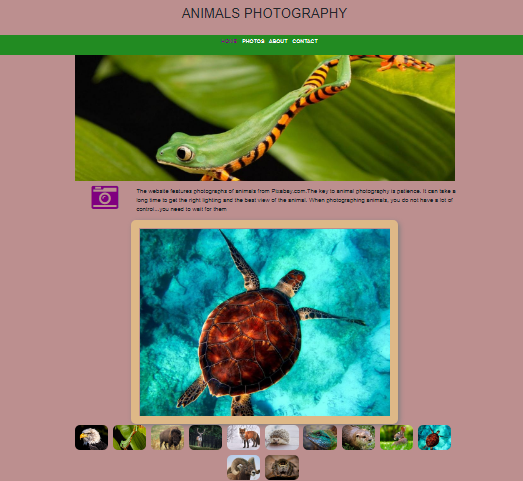 ANIMALS PHOTOGRAPHY
HOME PHOTOS ABOUT CONTACT
The website features photographs of animals from Pixabay.com.The key to animal photography is patience. It can take a
long time to get the right lighting and the best view of the animal. When photographing animals, you do not have a lot of
control...you need to wait for them